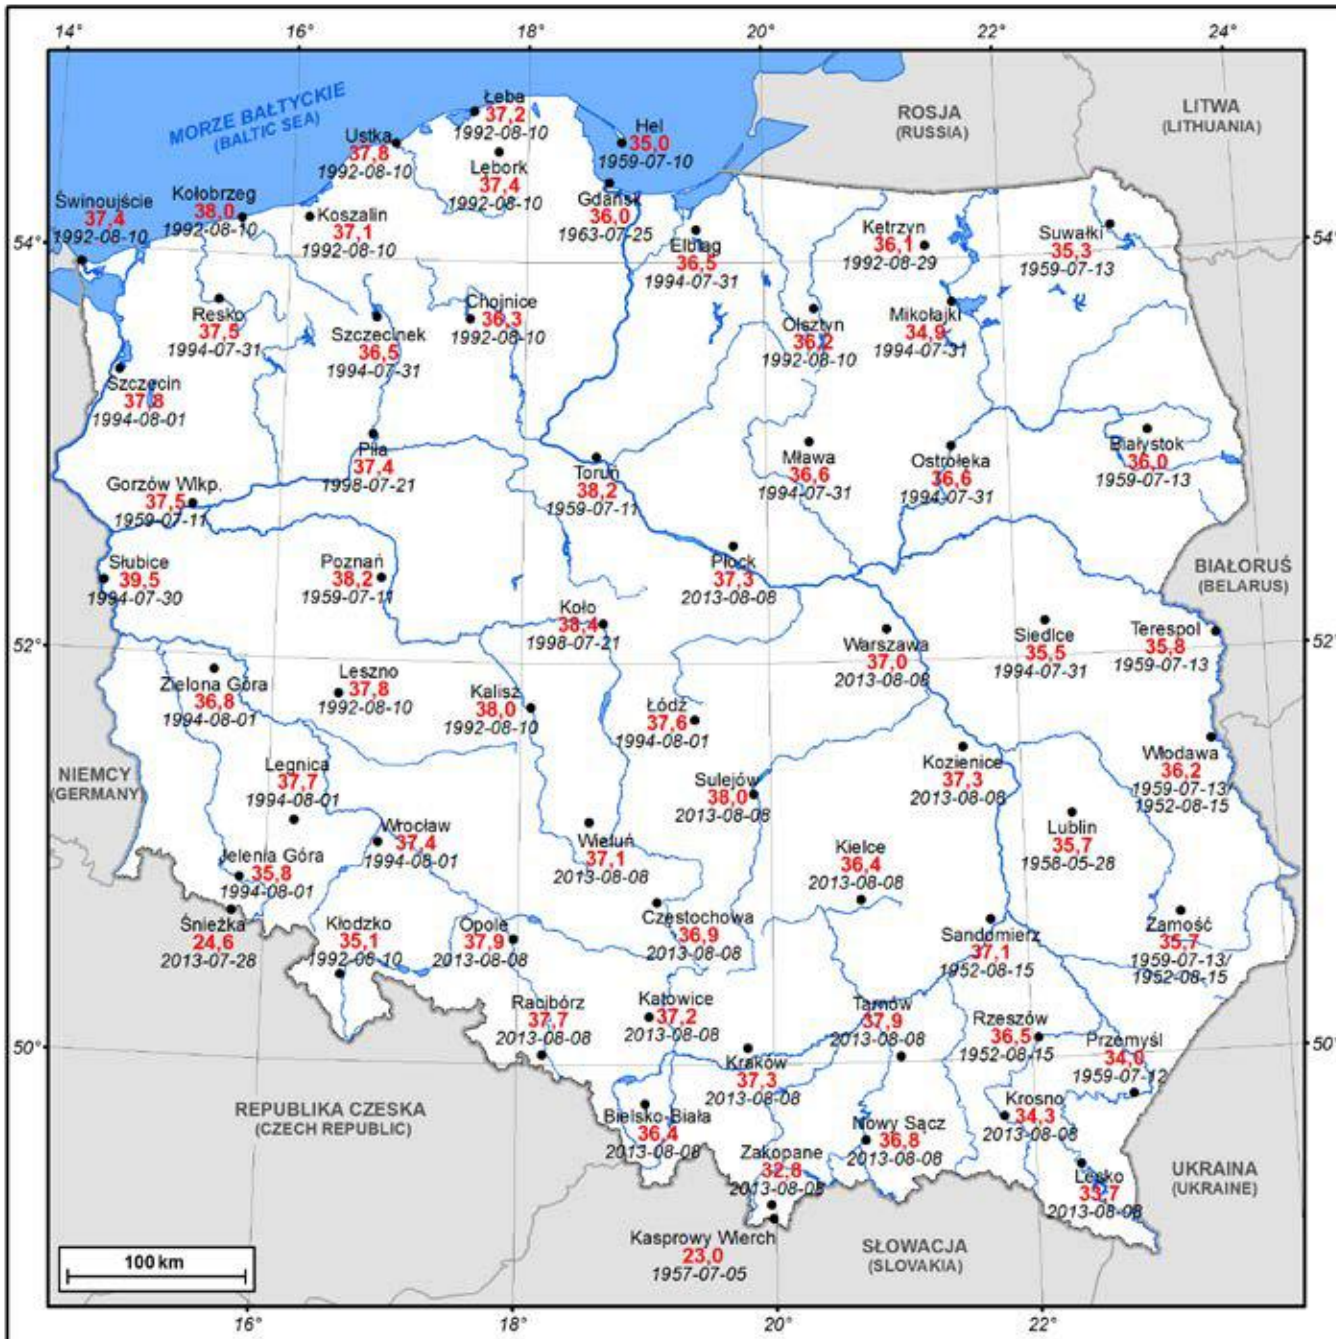 14°
16°
18°
20°
22°
24°
MORZE BAŁTYCKIE
(BALTIC SEA)
ROSJA
(RUSSIA)
LITWA
(LITHUANIA)
Łeba
37,2
1992-08-10
Ustka
37,8
1992-08-10
Lębork
37,4
1992-08-10
Hel
35,0
1959-07-10
Gdańsk
36,0
1963-07-25
Świnoujście
37,4
1992-08-10
Kołobrzeg
38,0
1992-08-10
Koszalin
37,1
1992-08-10
Elbląg
36,5
1994-07-31
Kętrzyn
36,1
1992-08-29
Suwałki
35,3
1959-07-13
54°
54°
Resko
37,5
1994-07-31
Szczecinek
36,5
1994-07-31
Chojnice
36,3
1992-08-10
Olsztyn
36,2
1992-08-10
Mikołajki
34,9
1994-07-31
Szczecin
37,8
1994-08-01
Piła
37,4
1998-07-21
Toruń
38,2
1959-07-11
Mława
36,6
1994-07-31
Ostrołęka
36,6
1994-07-31
Białystok
36,0
1959-07-13
Gorzów Wlkp.
37,5
1959-07-11
Słubice
39,5
1994-07-30
Poznań
38,2
1959-07-11
Płock
37,3
2013-08-08
BIAŁORUŚ
(BELARUS)
Koło
38,4
1998-07-21
Warszawa
37,0
2013-08-08
Siedlce
35,5
1994-07-31
Terespol
35,8
1959-07-13
52°
52°
Zielona Góra
36,8
1994-08-01
Leszno
37,8
1992-08-10
Kalisz
38,0
1992-08-10
Łódź
37,6
1994-08-01
Kozienice
37,3
2013-08-08
Włodawa
36,2
1959-07-13/
1952-08-15
NIEMCY
(GERMANY)
Legnica
37,7
1994-08-01
Sulejów
38,0
2013-08-08
Wrocław
37,4
1994-08-01
Wieluń
37,1
2013-08-08
Lublin
35,7
1958-05-28
Kielce
36,4
2013-08-08
Jelenia Góra
35,8
1994-08-01
Śnieżka
24,6
2013-07-28
Kłodzko
35,1
1992-08-10
Opole
37,9
2013-08-08
Częstochowa
36,9
2013-08-08
Sandomierz
37,1
1952-08-15
Zamość
35,7
1959-07-13/
1952-08-15
Racibórz
37,7
2013-08-08
Katowice
37,2
2013-08-08
Tarnów
37,9
2013-08-08
Rzeszów
36,5
1952-08-15
Przemyśl
34,0
1959-07-12
50°
50°
Kraków
37,3
2013-08-08
REPUBLIKA CZESKA
(CZECH REPUBLIC)
Bielsko-Biała
36,4
2013-08-08
Nowy Sącz
36,8
2013-08-08
Krosno
34,3
2013-08-08
Zakopane
32,8
2013-08-08
Lesko
33,7
2013-08-08
UKRAINA
(UKRAINE)
Kasprowy Wierch
23,0
1957-07-05
SŁOWACJA
(SLOVAKIA)
100 km
16°
18°
20°
22°